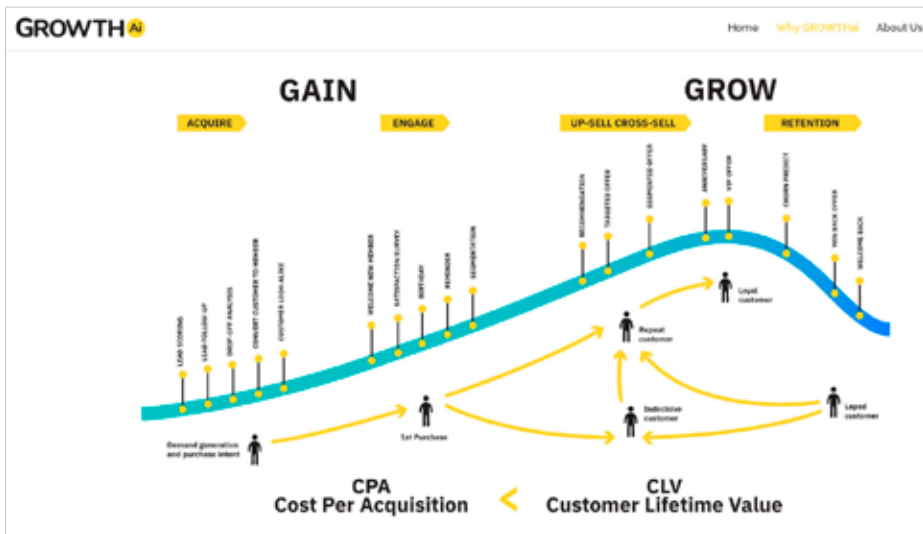 GROWTH Ai
Home
Why GROWTHai
About Us
GAIN
GROW
ACQUIRE
ENGAGE
UP-SELL CROSS-SELL
RETENTION
LEAD SCORING
LEAD FOLLOW-UP
DROP-OFF ANALYSIS
CONVERT CUSTOMER TO MEMBER
CUSTOMER LOOK-ALIKE
WELCOME NEW MEMBER
SATISFACTION SURVEY
BIRTHDAY
REMINDER
SEGMENTATION
RECOMMENDATION
TARGETED OFFER
SEGMENTED OFFER
ANNIVERSARY
VIP OFFER
CHURN PREDICT
WIN BACK OFFER
WELCOME BACK
Loyal
customer
Repeat
customer
Indecisive
customer
Lapsed
customer
1st Purchase
Demand generation
and purchase intent
CPA
Cost Per Acquisition
<
CLV
Customer Lifetime Value